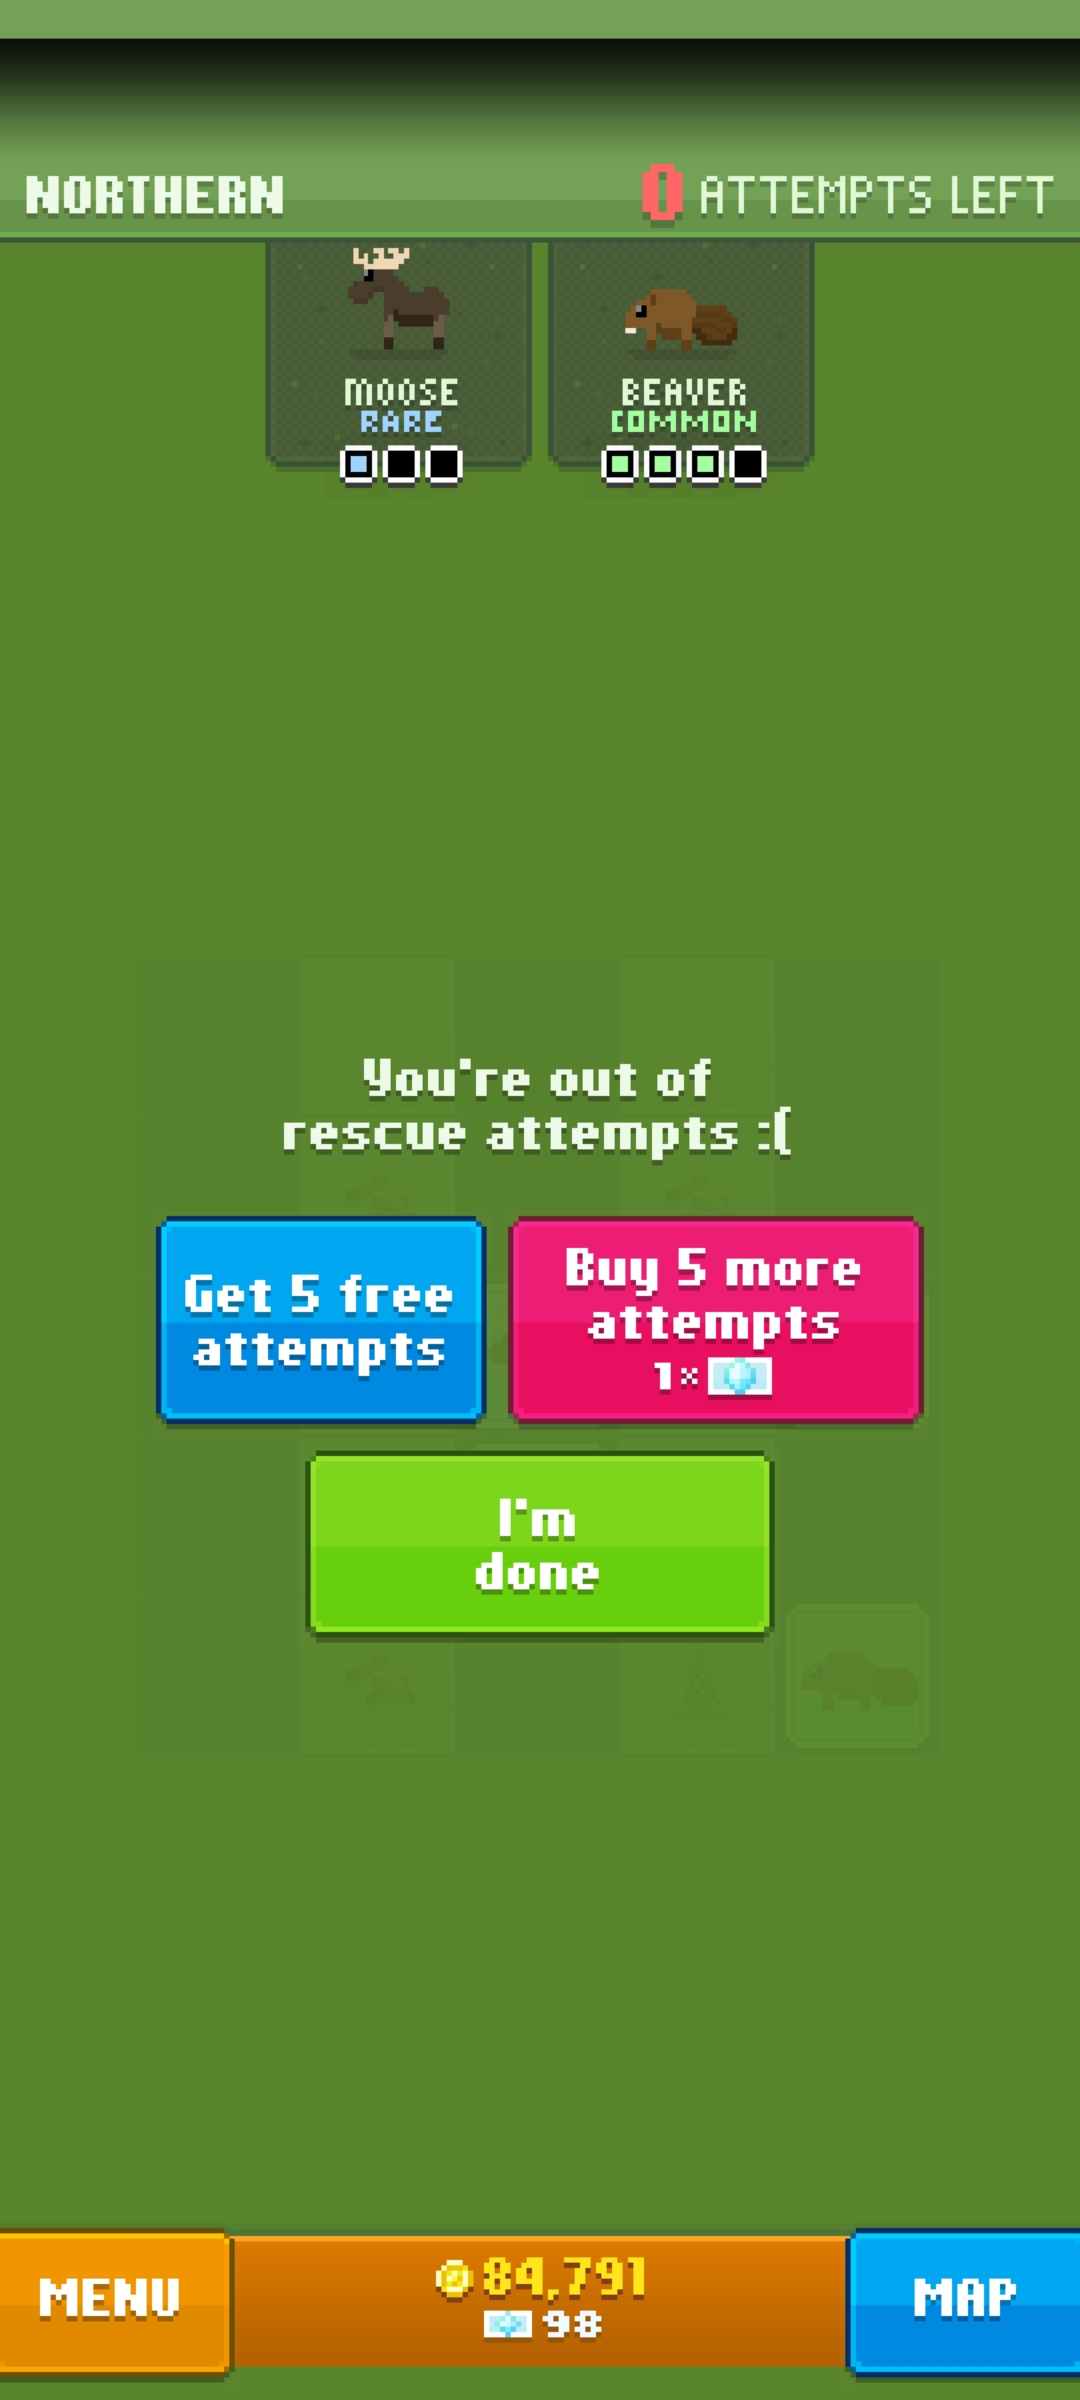 NORTHERN
0 ATTEMPTS LEFT
MOOSE
RARE
BEAVER
COMMON
You're out of
rescue attempts :(
Get 5 free
attempts
Buy 5 more
attempts
1×
I'm
done
MENU
84,791
98
MAP